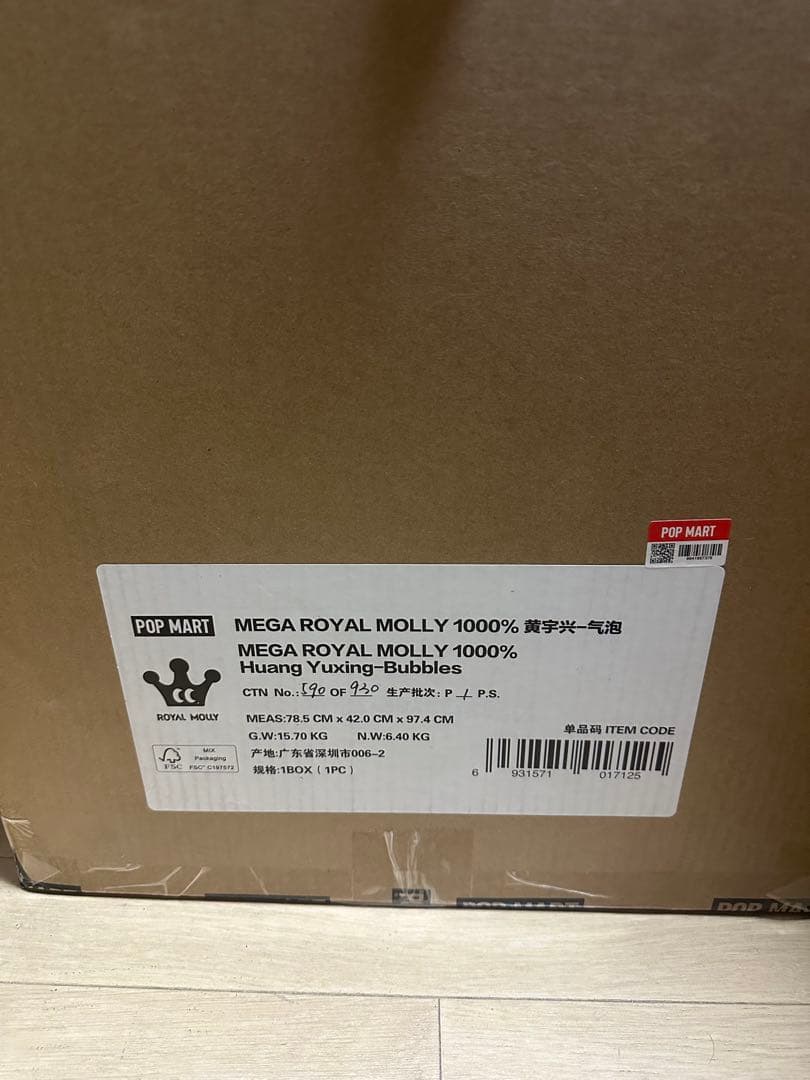 POP MART
POP MART
MEGA ROYAL MOLLY 1000% 黄宇兴-气泡
MEGA ROYAL MOLLY 1000%
Huang Yuxing-Bubbles
CTN No.: 590 OF 930 生产批次: P 1 P.S.
ROYAL MOLLY
MEAS:78.5 CM x 42.0 CM x 97.4 CM
G.W:15.70 KG N.W:6.40 KG
产地:广东省深圳市006-2
规格:1BOX ( 1PC )
MIX
Packaging
FSC
FSC® C197572
单品码 ITEM CODE
6 931571 017125
POP MART